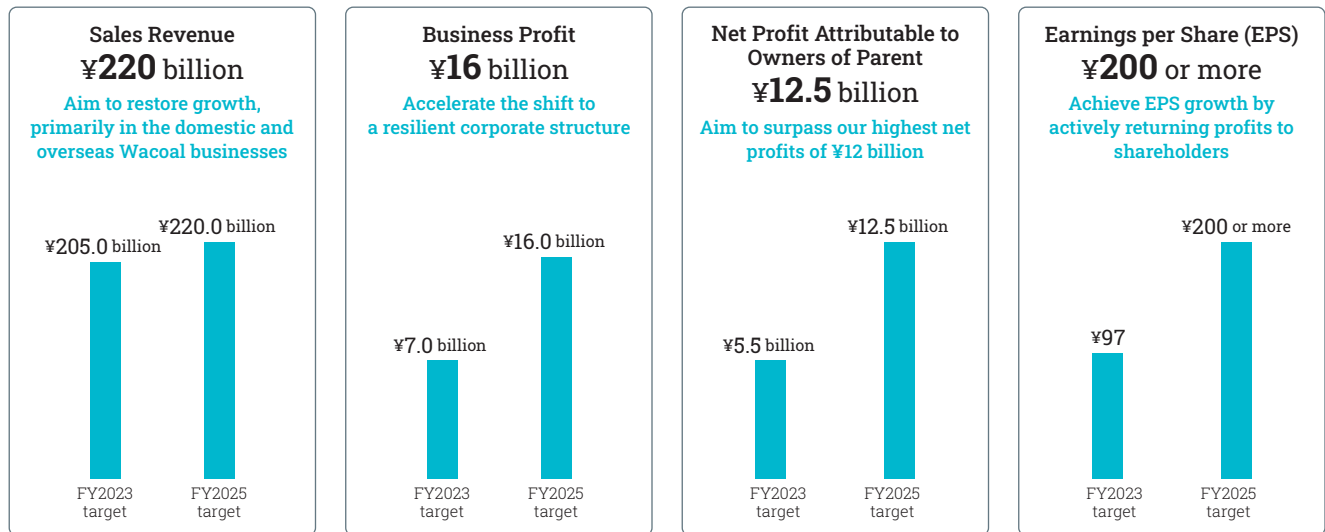 Sales Revenue
¥220 billion
Aim to restore growth,
primarily in the domestic and
overseas Wacoal businesses
¥205.0 billion
¥220.0 billion
FY2023
target
FY2025
target
Business Profit
¥16 billion
Accelerate the shift to
a resilient corporate structure
¥7.0 billion
¥16.0 billion
FY2023
target
FY2025
target
Net Profit Attributable to
Owners of Parent
¥12.5 billion
Aim to surpass our highest net
profits of ¥12 billion
¥5.5 billion
¥12.5 billion
FY2023
target
FY2025
target
Earnings per Share (EPS)
¥200 or more
Achieve EPS growth by
actively returning profits to
shareholders
¥97
¥200 or more
FY2023
target
FY2025
target